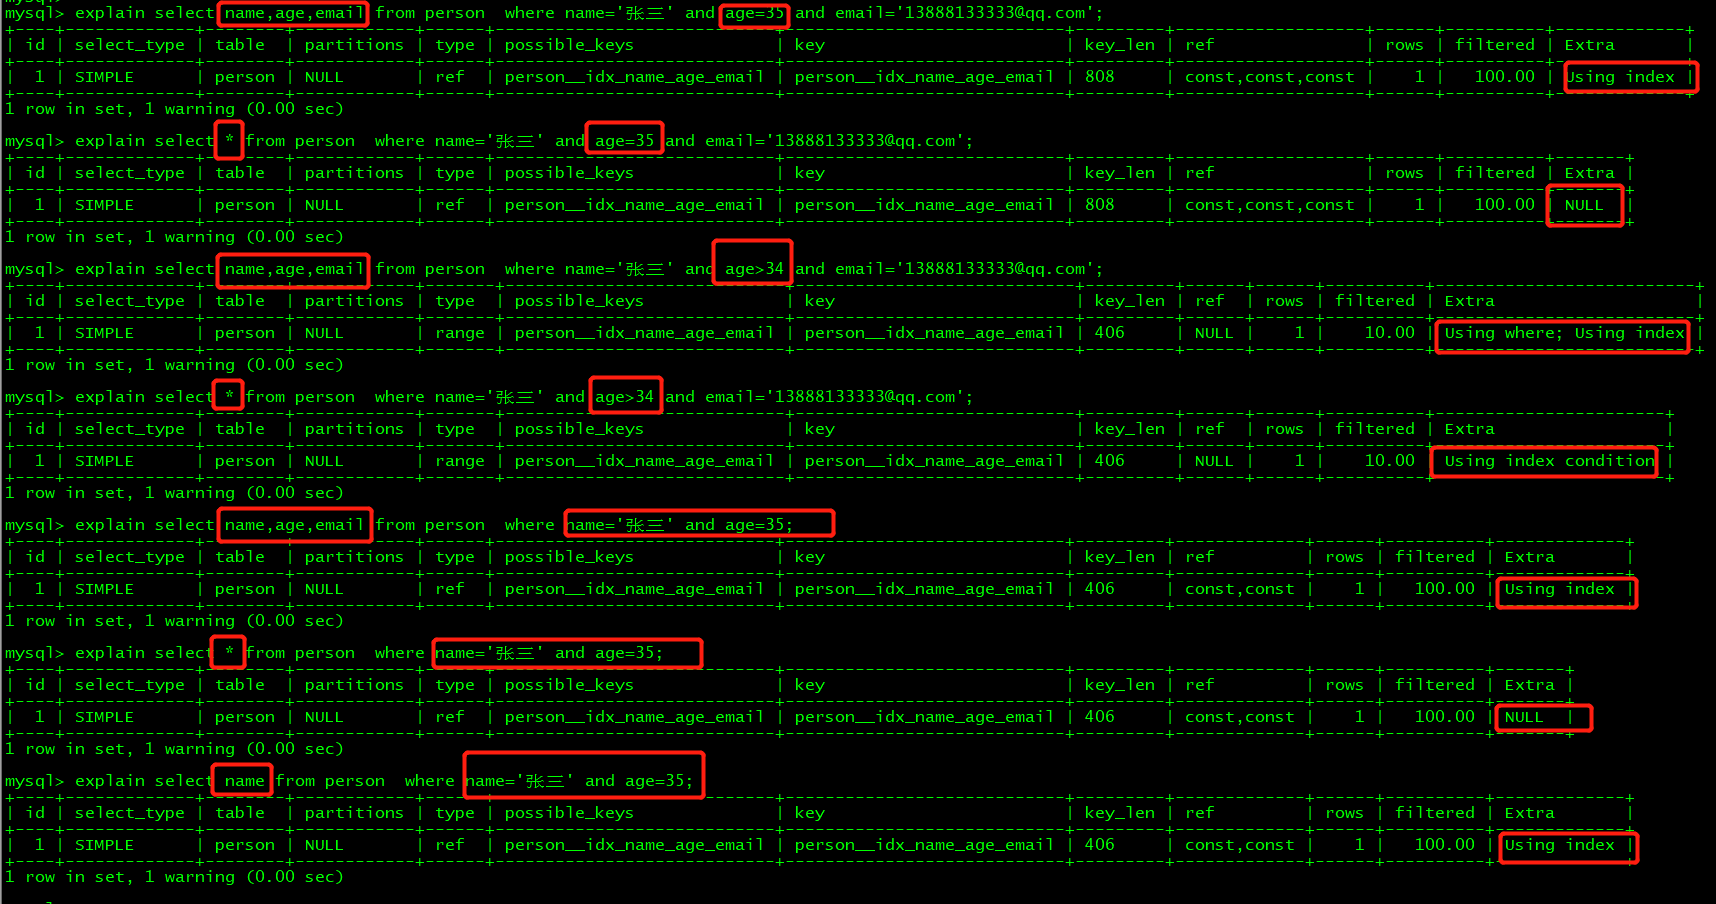 mysql> explain select name,age,email from person  where name='张三' and age=35 and email='13888133333@qq.com';
| id | select_type | table  | partitions | type | possible_keys             | key                       | key_len | ref               | rows | filtered | Extra       |
|  1 | SIMPLE      | person | NULL       | ref  | person__idx_name_age_email | person__idx_name_age_email | 808     | const,const,const |    1 |   100.00 | Using index |
1 row in set, 1 warning (0.00 sec)
mysql> explain select * from person  where name='张三' and age=35 and email='13888133333@qq.com';
| id | select_type | table  | partitions | type | possible_keys             | key                       | key_len | ref               | rows | filtered | Extra |
|  1 | SIMPLE      | person | NULL       | ref  | person__idx_name_age_email | person__idx_name_age_email | 808     | const,const,const |    1 |   100.00 | NULL  |
1 row in set, 1 warning (0.00 sec)
mysql> explain select name,age,email from person  where name='张三' and age>34 and email='13888133333@qq.com';
| id | select_type | table  | partitions | type  | possible_keys             | key                       | key_len | ref  | rows | filtered | Extra                    |
|  1 | SIMPLE      | person | NULL       | range | person__idx_name_age_email | person__idx_name_age_email | 406     | NULL |    1 |    10.00 | Using where; Using index |
1 row in set, 1 warning (0.00 sec)
mysql> explain select * from person  where name='张三' and age>34 and email='13888133333@qq.com';
| id | select_type | table  | partitions | type  | possible_keys             | key                       | key_len | ref  | rows | filtered | Extra                 |
|  1 | SIMPLE      | person | NULL       | range | person__idx_name_age_email | person__idx_name_age_email | 406     | NULL |    1 |    10.00 | Using index condition |
1 row in set, 1 warning (0.00 sec)
mysql> explain select name,age,email from person  where name='张三' and age=35;
| id | select_type | table  | partitions | type | possible_keys             | key                       | key_len | ref         | rows | filtered | Extra       |
|  1 | SIMPLE      | person | NULL       | ref  | person__idx_name_age_email | person__idx_name_age_email | 406     | const,const |    1 |   100.00 | Using index |
1 row in set, 1 warning (0.00 sec)
mysql> explain select * from person  where name='张三' and age=35;
| id | select_type | table  | partitions | type | possible_keys             | key                       | key_len | ref         | rows | filtered | Extra |
|  1 | SIMPLE      | person | NULL       | ref  | person__idx_name_age_email | person__idx_name_age_email | 406     | const,const |    1 |   100.00 | NULL  |
1 row in set, 1 warning (0.00 sec)
mysql> explain select name from person  where name='张三' and age=35;
| id | select_type | table  | partitions | type | possible_keys             | key                       | key_len | ref         | rows | filtered | Extra       |
|  1 | SIMPLE      | person | NULL       | ref  | person__idx_name_age_email | person__idx_name_age_email | 406     | const,const |    1 |   100.00 | Using index |
1 row in set, 1 warning (0.00 sec)